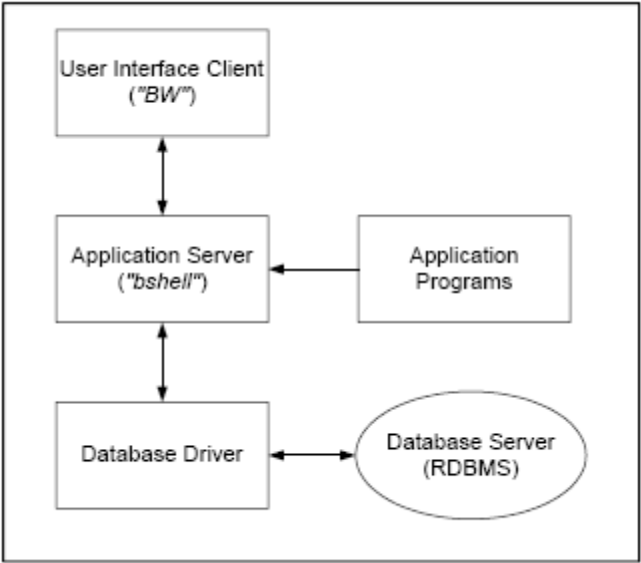 User Interface Client
("BW")
Application Server
("bshell")
Application
Programs
Database Driver
Database Server
(RDBMS)